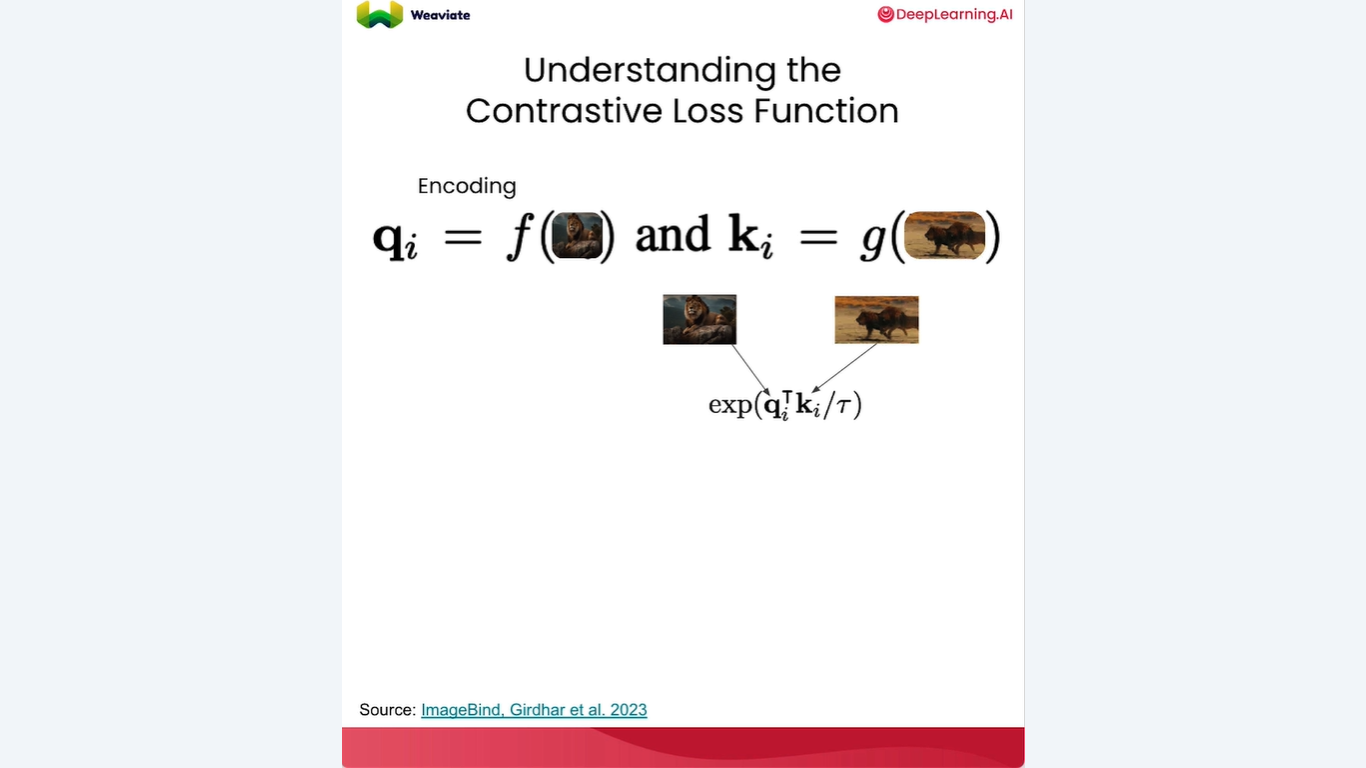 Weaviate
DeepLearning.AI
Understanding the
Contrastive Loss Function
Encoding
qᵢ = f( ) and kᵢ = g( )
exp(qᵢᵀkᵢ/τ)
Source: ImageBind, Girdhar et al. 2023